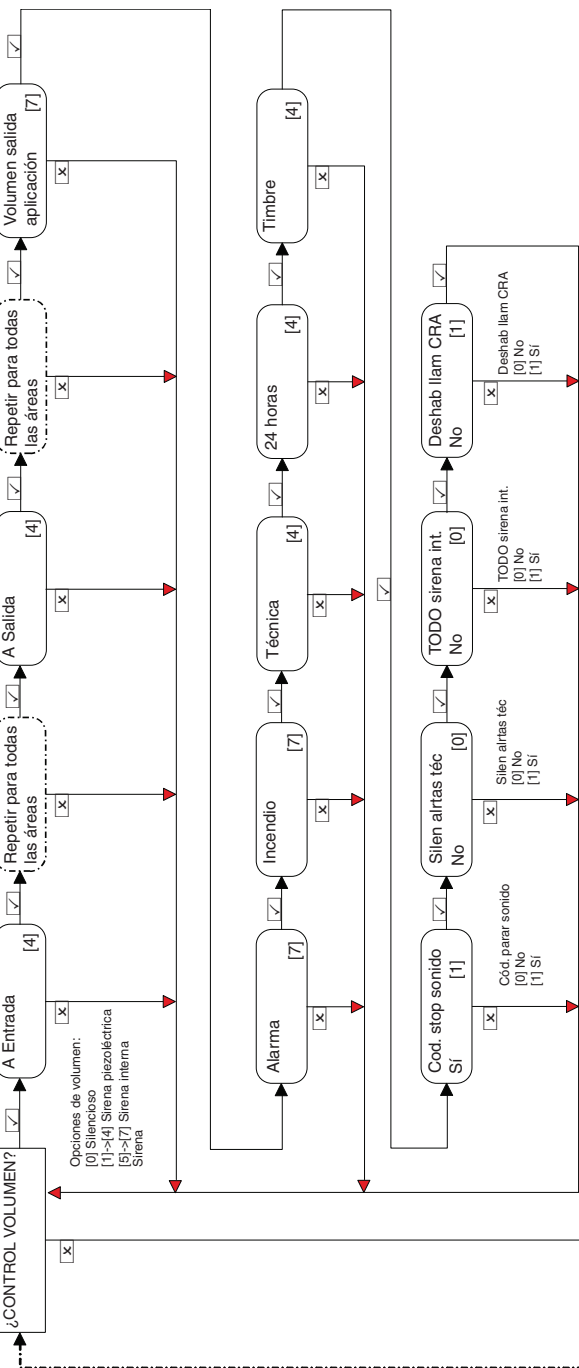 ¿CONTROL VOLUMEN?
A Entrada
[4]
Repetir para todas
las áreas
A Salida
[4]
Repetir para todas
las áreas
Volumen salida
aplicación
[7]
Opciones de volumen:
[0] Silencioso
[1]->[4] Sirena piezoléctrica
[5]->[7] Sirena interna
Sirena
Alarma
[7]
Incendio
[7]
Técnica
[4]
24 horas
[4]
Timbre
[4]
Cod. stop sonido
Sí
[1]
Silen alrtas téc
No
[0]
TODO sirena int.
No
[0]
Deshab llam CRA
No
[1]
Cód. parar sonido
[0] No
[1] Sí
Silen alrtas téc
[0] No
[1] Sí
TODO sirena int.
[0] No
[1] Sí
Deshab llam CRA
[0] No
[1] Sí